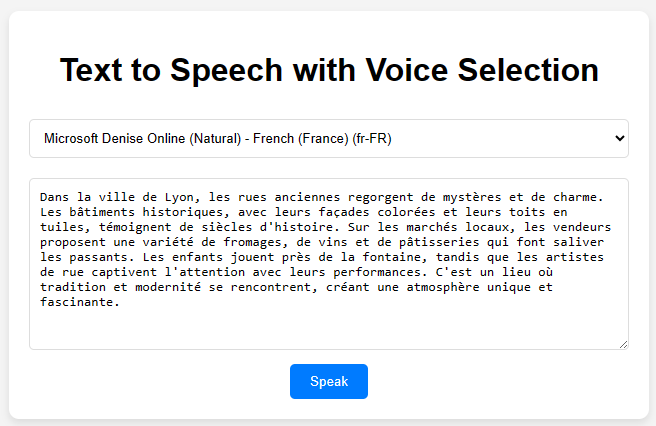 Text to Speech with Voice Selection
Microsoft Denise Online (Natural) - French (France) (fr-FR)
Dans la ville de Lyon, les rues anciennes regorgent de mystères et de charme.
Les bâtiments historiques, avec leurs façades colorées et leurs toits en
tuiles, témoignent de siècles d'histoire. Sur les marchés locaux, les vendeurs
proposent une variété de fromages, de vins et de pâtisseries qui font saliver
les passants. Les enfants jouent près de la fontaine, tandis que les artistes
de rue captivent l'attention avec leurs performances. C'est un lieu où
tradition et modernité se rencontrent, créant une atmosphère unique et
fascinante.
Speak